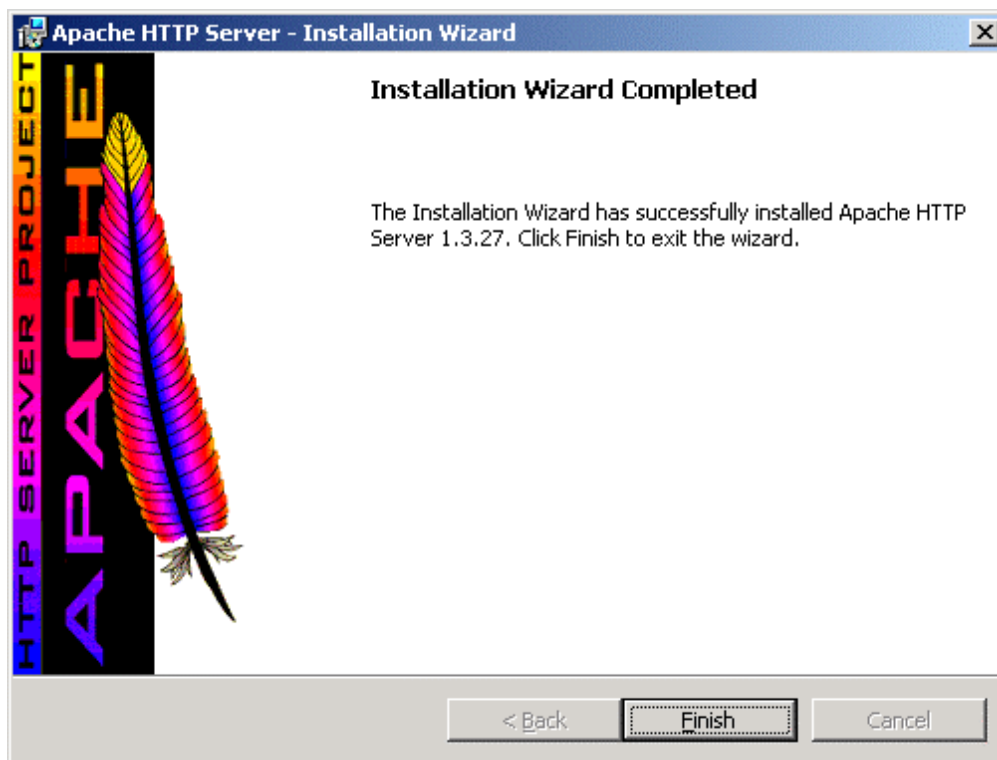 Apache HTTP Server - Installation Wizard
HTTP SERVER PROJECT
APACHE
Installation Wizard Completed
The Installation Wizard has successfully installed Apache HTTP
Server 1.3.27. Click Finish to exit the wizard.
< Back
Finish
Cancel